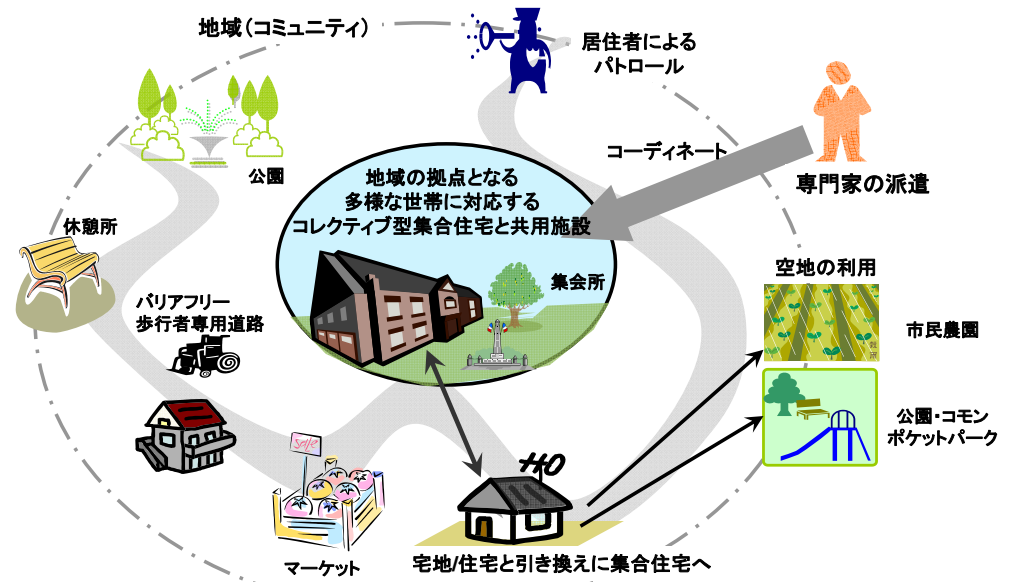 地域(コミュニティ)
居住者による
パトロール
コーディネート
専門家の派遣
公園
地域の拠点となる
多様な世帯に対応する
コレクティブ型集合住宅と共用施設
集会所
休憩所
バリアフリー
歩行者専用道路
空地の利用
市民農園
公園・コモン
ポケットパーク
Sale
マーケット
宅地/住宅と引き換えに集合住宅へ